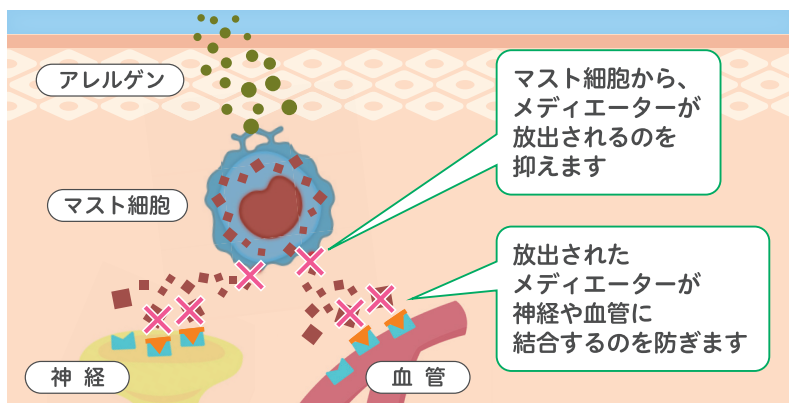 アレルゲン
マスト細胞から、
メディエーターが
放出されるのを
抑えます
マスト細胞
放出された
メディエーターが
神経や血管に
結合するのを防ぎます
神経
血管